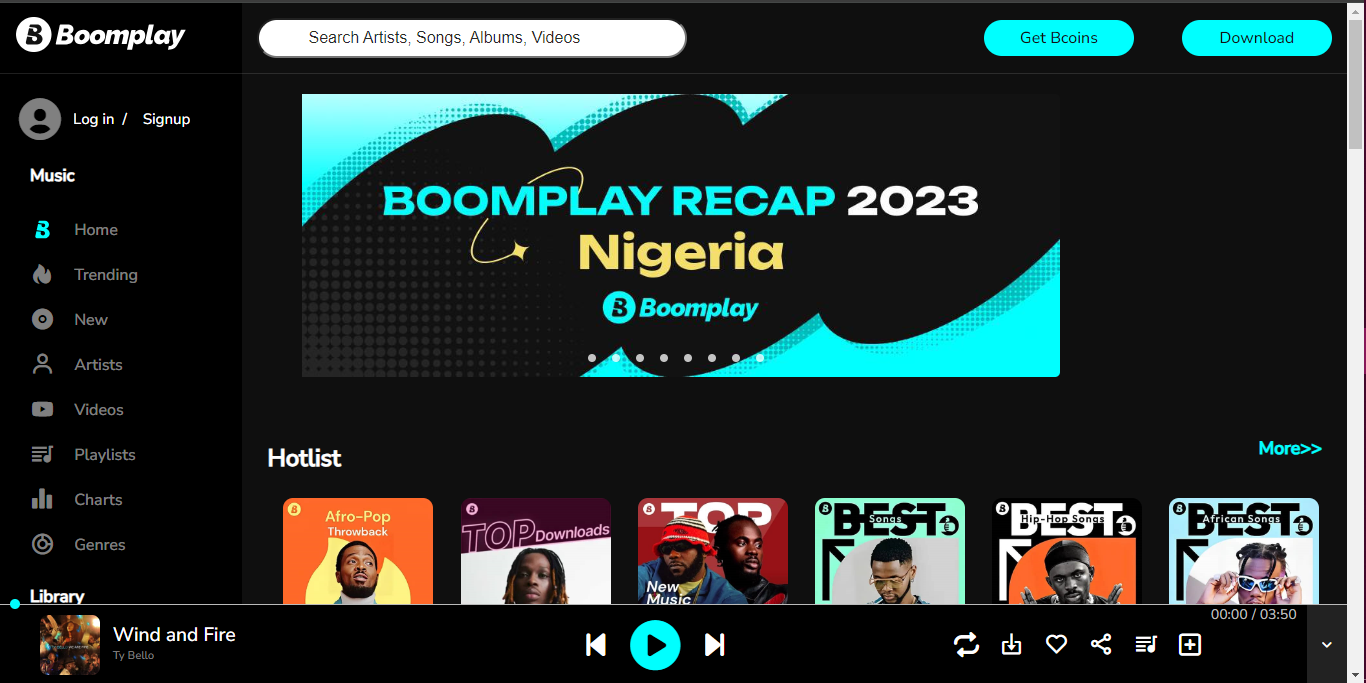 Boomplay
Search Artists, Songs, Albums, Videos
Get Bcoins
Download
Log in / Signup
Music
Home
Trending
New
Artists
Videos
Playlists
Charts
Genres
Library
BOOMPLAY RECAP 2023
Nigeria
Boomplay
Hotlist
More>>
Afro-Pop
Throwback
TOP Downloads
TOP
New
Music
BEST
Songs
BEST
Hip-Hop Songs
BEST
African Songs
Wind and Fire
Ty Bello
00:00 / 03:50